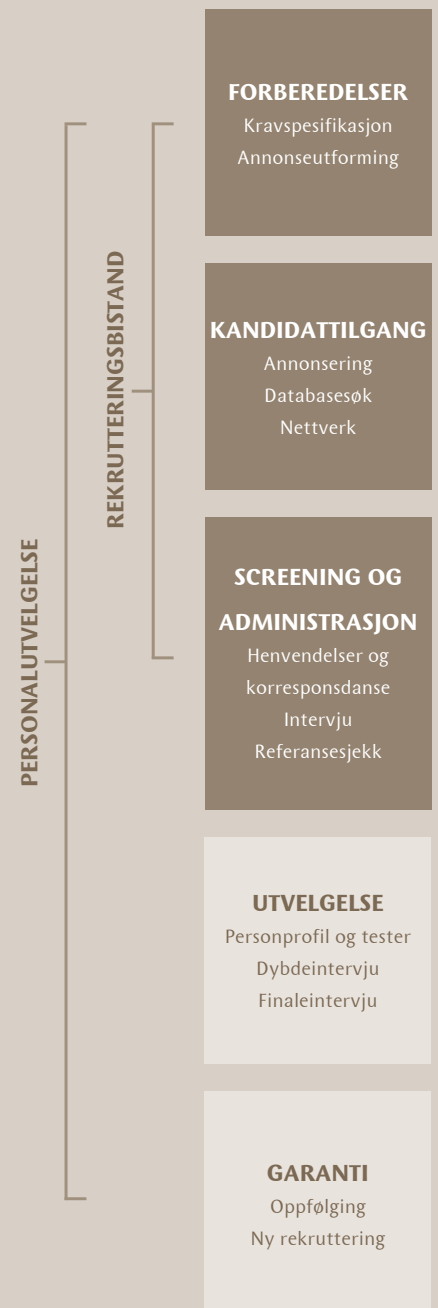 PERSONALUTVELGELSE
REKRUTTERINGSBISTAND
FORBEREDELSER
Kravspesifikasjon
Annonseutforming
KANDIDATTILGANG
Annonsering
Databasesøk
Nettverk
SCREENING OG
ADMINISTRASJON
Henvendelser og
korresponsdanse
Intervju
Referansesjekk
UTVELGELSE
Personprofil og tester
Dybdeintervju
Finaleintervju
GARANTI
Oppfølging
Ny rekruttering